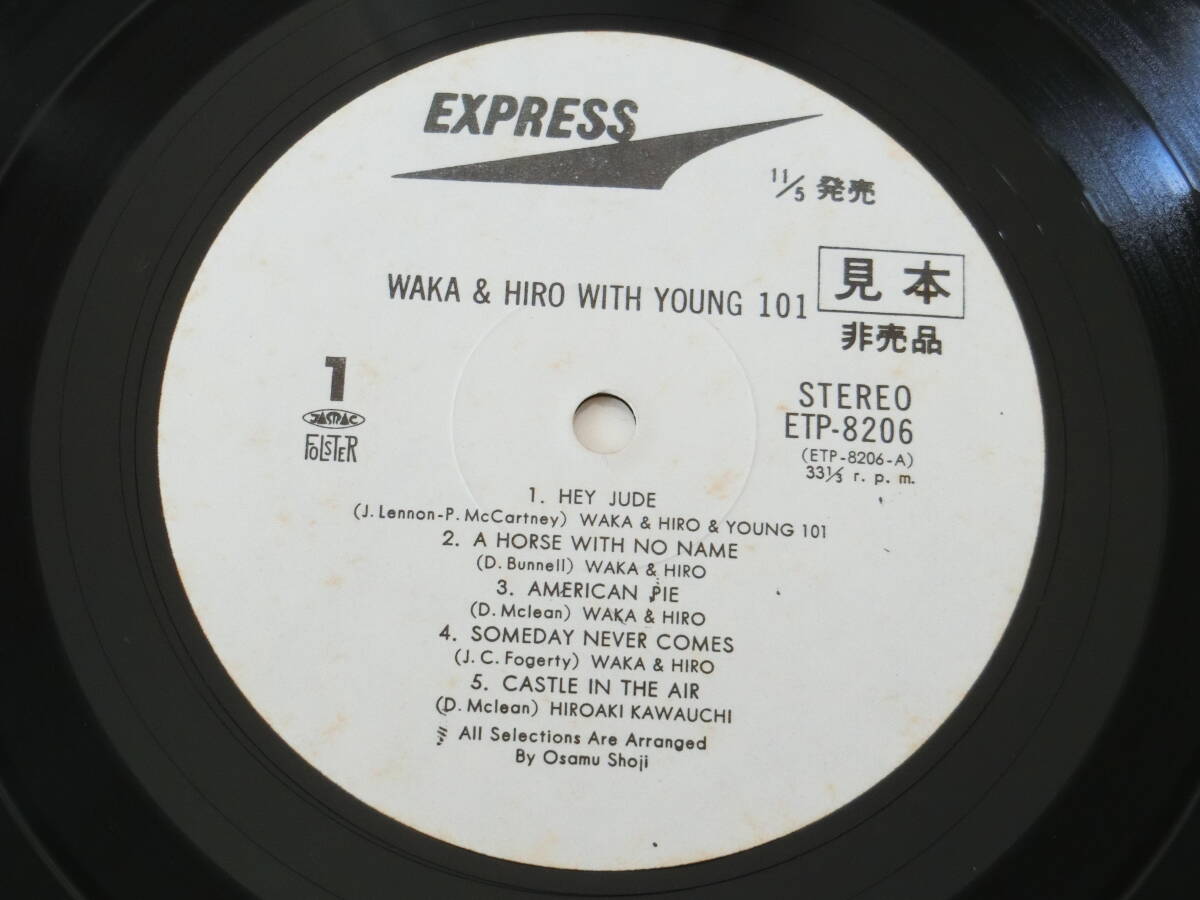 EXPRESS
11/5 発売
WAKA & HIRO WITH YOUNG 101
見本
非売品
1
JASRAC
FOLSTER
STEREO
ETP-8206
(ETP-8206-A)
33⅓ r. p. m.
1. HEY JUDE
(J. Lennon-P. McCartney) WAKA & HIRO & YOUNG 101
2. A HORSE WITH NO NAME
(D. Bunnell) WAKA & HIRO
3. AMERICAN PIE
(D. Mclean) WAKA & HIRO
4. SOMEDAY NEVER COMES
(J. C. Fogerty) WAKA & HIRO
5. CASTLE IN THE AIR
(D. Mclean) HIROAKI KAWAUCHI
All Selections Are Arranged
By Osamu Shoji